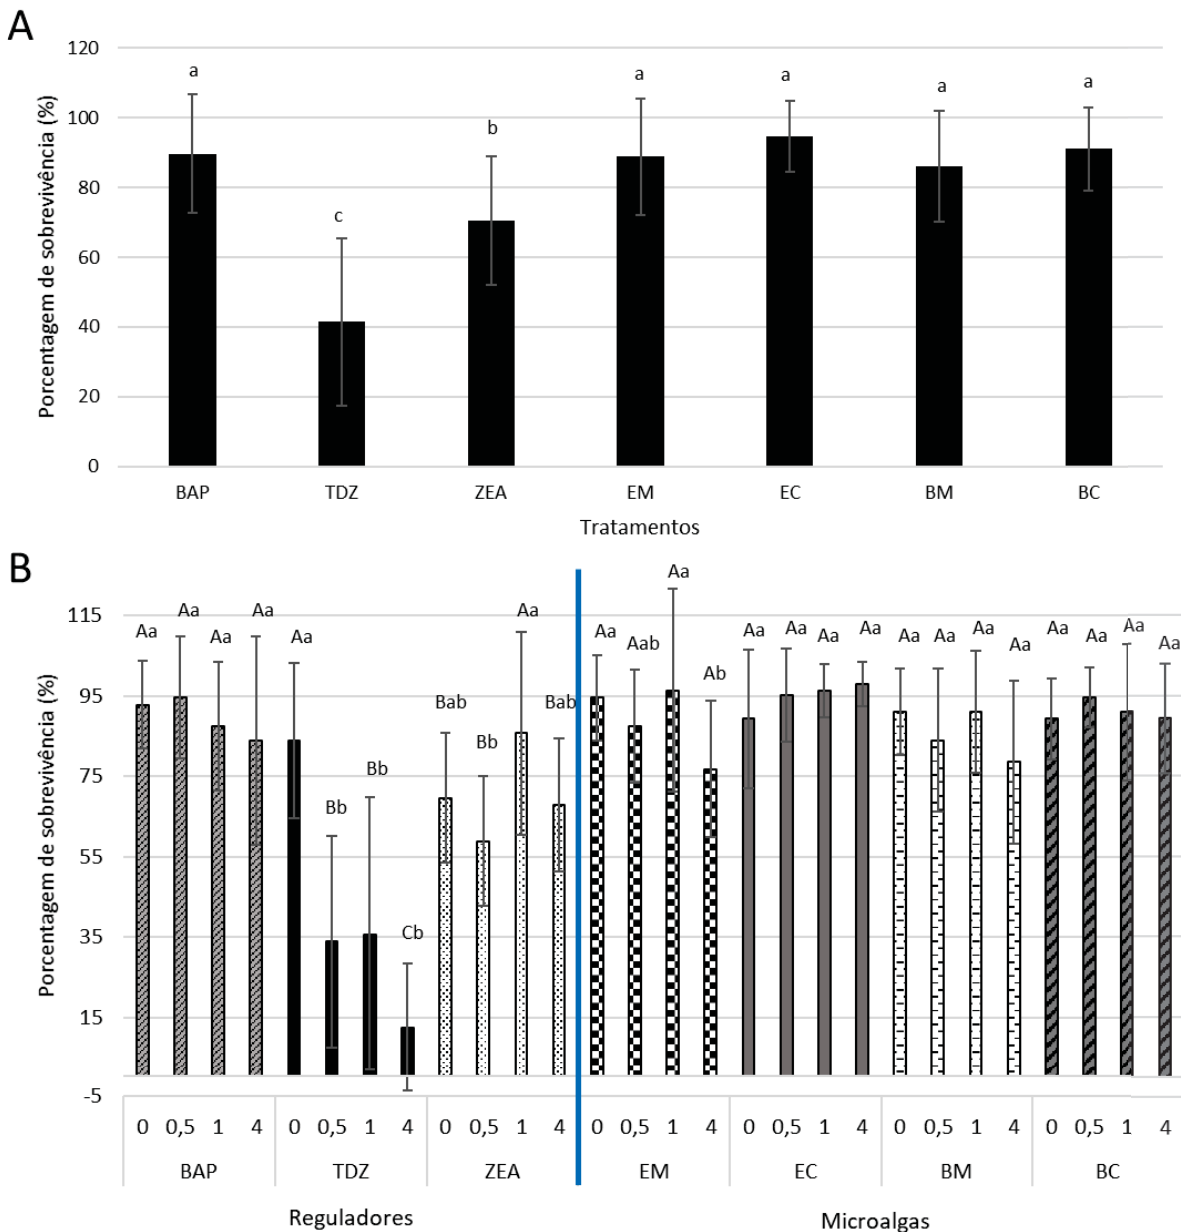 A
Porcentagem de sobrevivência (%)
120
100
80
60
40
20
0
a
c
b
a
a
a
a
BAP TDZ ZEA EM EC BM BC
Tratamentos
B
Porcentagem de sobrevivência (%)
115
95
75
55
35
15
-5
Aa Aa Aa Aa Aa Bb Bb Cb Bab Bb Aa Bab Aa Aab Aa Ab Aa Aa Aa Aa Aa Aa Aa Aa Aa Aa Aa Aa
0 0,5 1 4 0 0,5 1 4 0 0,5 1 4 0 0,5 1 4 0 0,5 1 4 0 0,5 1 4 0 0,5 1 4
BAP TDZ ZEA EM EC BM BC
Reguladores Microalgas